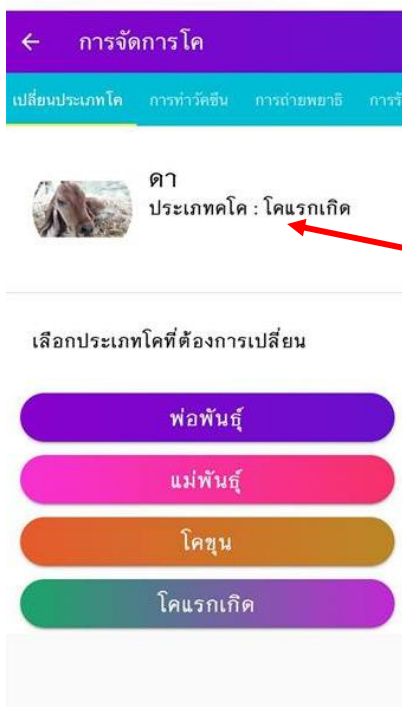 ← การจัดการโค
เปลี่ยนประเภทโค การทำวัคซีน การถ่ายพยาธิ
ดา
ประเภทคโค : โคแรกเกิด
เลือกประเภทโคที่ต้องการเปลี่ยน
พ่อพันธุ์
แม่พันธุ์
โคขุน
โคแรกเกิด